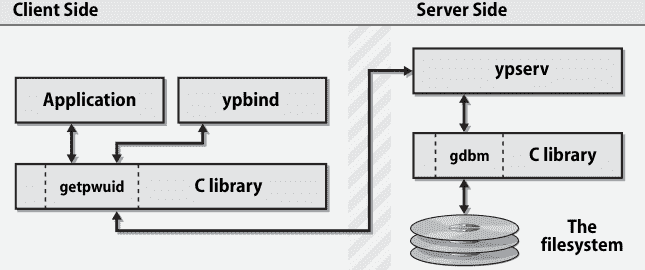 Client Side
Server Side
Application
ypbind
getpwuid
C library
ypserv
gdbm
C library
The
filesystem